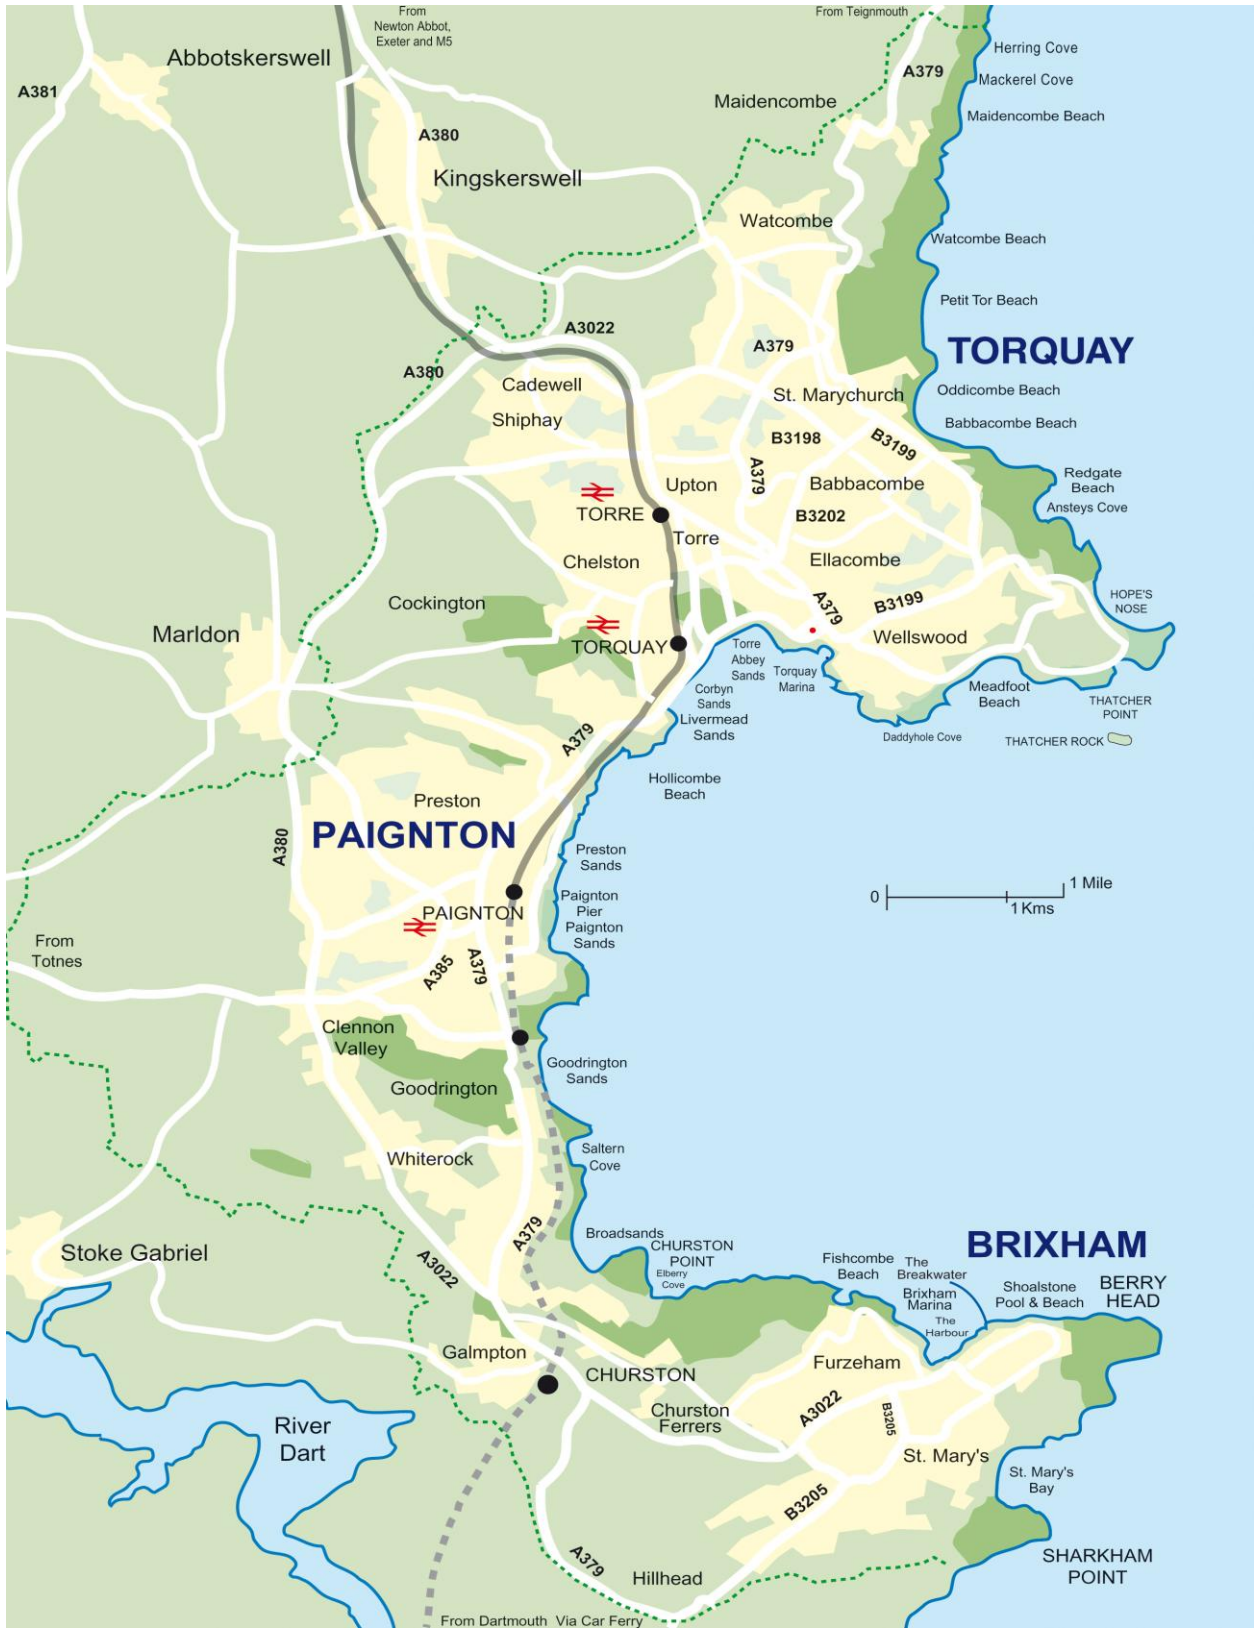 From
Newton Abbot,
Exeter and M5
From Teignmouth
Herring Cove
Abbotskerswell
A379
Mackerel Cove
A381
Maidencombe
Maidencombe Beach
A380
Kingskerswell
Watcombe
Watcombe Beach
Petit Tor Beach
A3022
A379
TORQUAY
A380
Cadewell
St. Marychurch
Oddicombe Beach
Shiphay
Babbacombe Beach
B3198
B3199
A379
Redgate
Beach
Upton
Babbacombe
Ansteys Cove
TORRE
B3202
Torre
Chelston
Ellacombe
Cockington
A379
B3199
HOPE'S
NOSE
Marldon
TORQUAY
Wellswood
Torre
Abbey
Sands
Torquay
Marina
Corbyn
Sands
Meadfoot
Beach
THATCHER
POINT
Livermead
Sands
A379
Daddyhole Cove
THATCHER ROCK
Hollicombe
Beach
Preston
PAIGNTON
A380
Preston
Sands
Paignton
Pier
Paignton
Sands
0
1 Mile
1 Kms
PAIGNTON
From
Totnes
A385
A379
Clennon
Valley
Goodrington
Sands
Goodrington
Saltern
Cove
Whiterock
A379
Broadsands
Stoke Gabriel
A3022
CHURSTON
POINT
Elberry
Cove
BRIXHAM
Fishcombe
Beach
The
Breakwater
Brixham
Marina
The
Harbour
Shoalstone
Pool & Beach
BERRY
HEAD
Galmpton
CHURSTON
Furzeham
Churston
Ferrers
A3022
B3205
River
Dart
St. Mary's
St. Mary's
Bay
B3205
A379
Hillhead
SHARKHAM
POINT
From Dartmouth Via Car Ferry